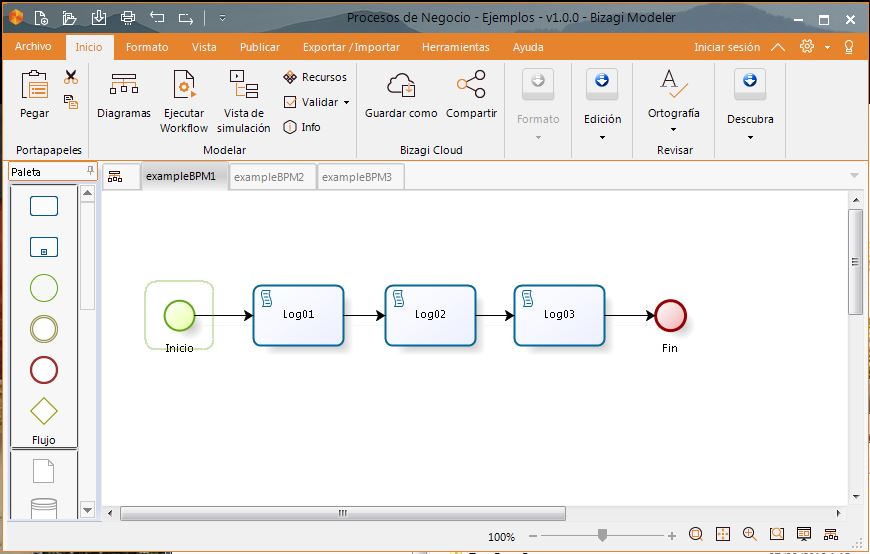 Procesos de Negocio - Ejemplos - v1.0.0 - Bizagi Modeler
Archivo Inicio Formato Vista Publicar Exportar / Importar Herramientas Ayuda Iniciar sesión
Pegar
Portapapeles
Diagramas
Ejecutar
Workflow
Vista de
simulación
Recursos
Validar
Info
Modelar
Guardar como
Compartir
Bizagi Cloud
Formato
Edición
Ortografía
Revisar
Descubra
Paleta
exampleBPM1 exampleBPM2 exampleBPM3
Flujo
Log01 Log02 Log03
Inicio Fin
100%